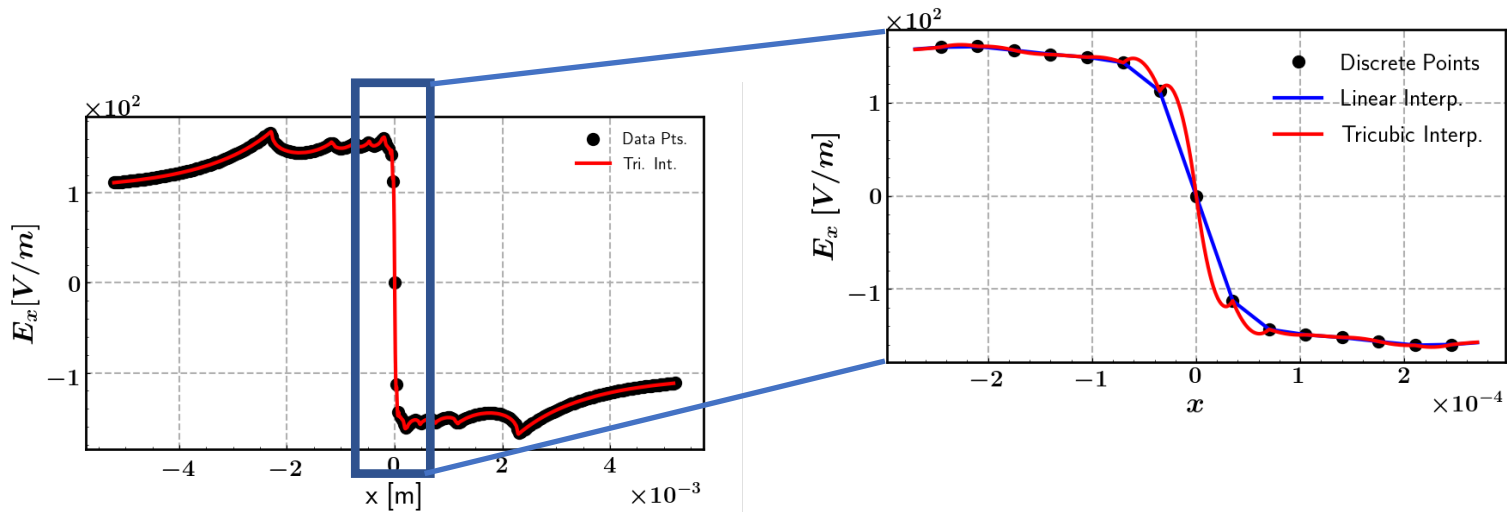 ×10²
E_x[V/m]
1
0
−1
−4
−2
0
2
4
x [m]
×10⁻³
Data Pts.
Tri. Int.
×10²
E_x [V/m]
1
0
−1
−2
−1
0
1
2
x
×10⁻⁴
Discrete Points
Linear Interp.
Tricubic Interp.